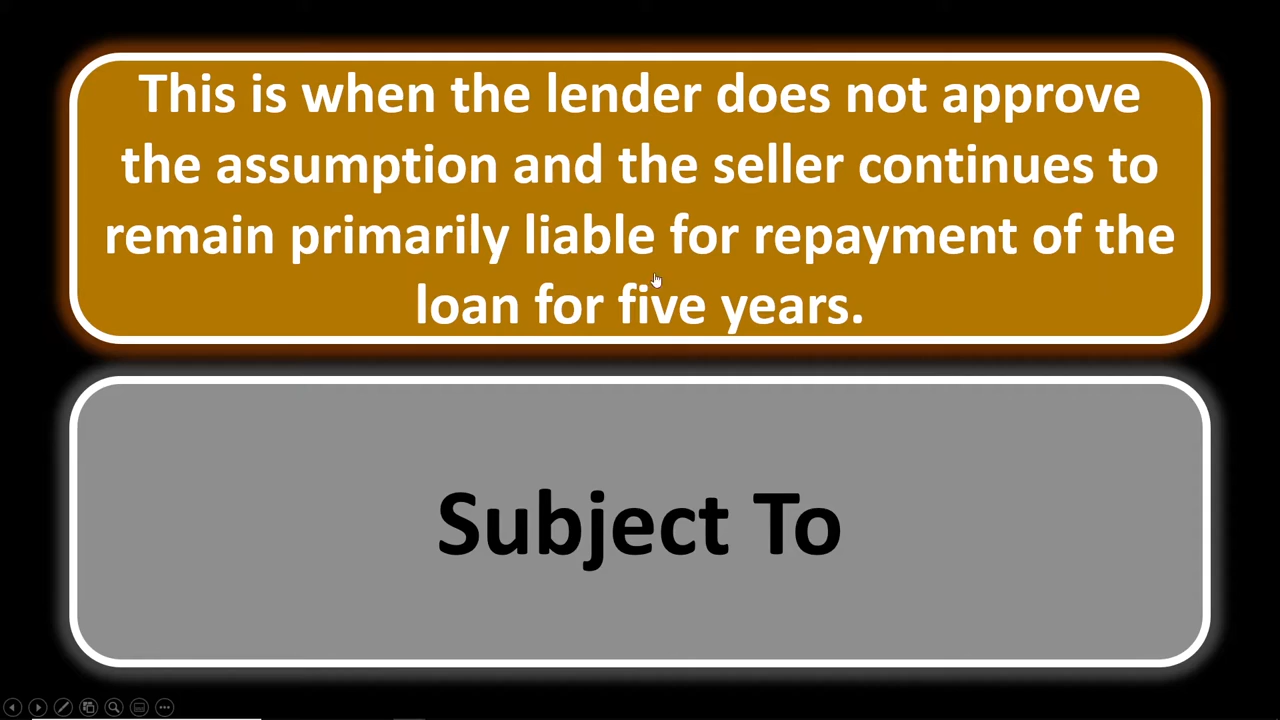 This is when the lender does not approve
the assumption and the seller continues to
remain primarily liable for repayment of the
loan for five years.
Subject To